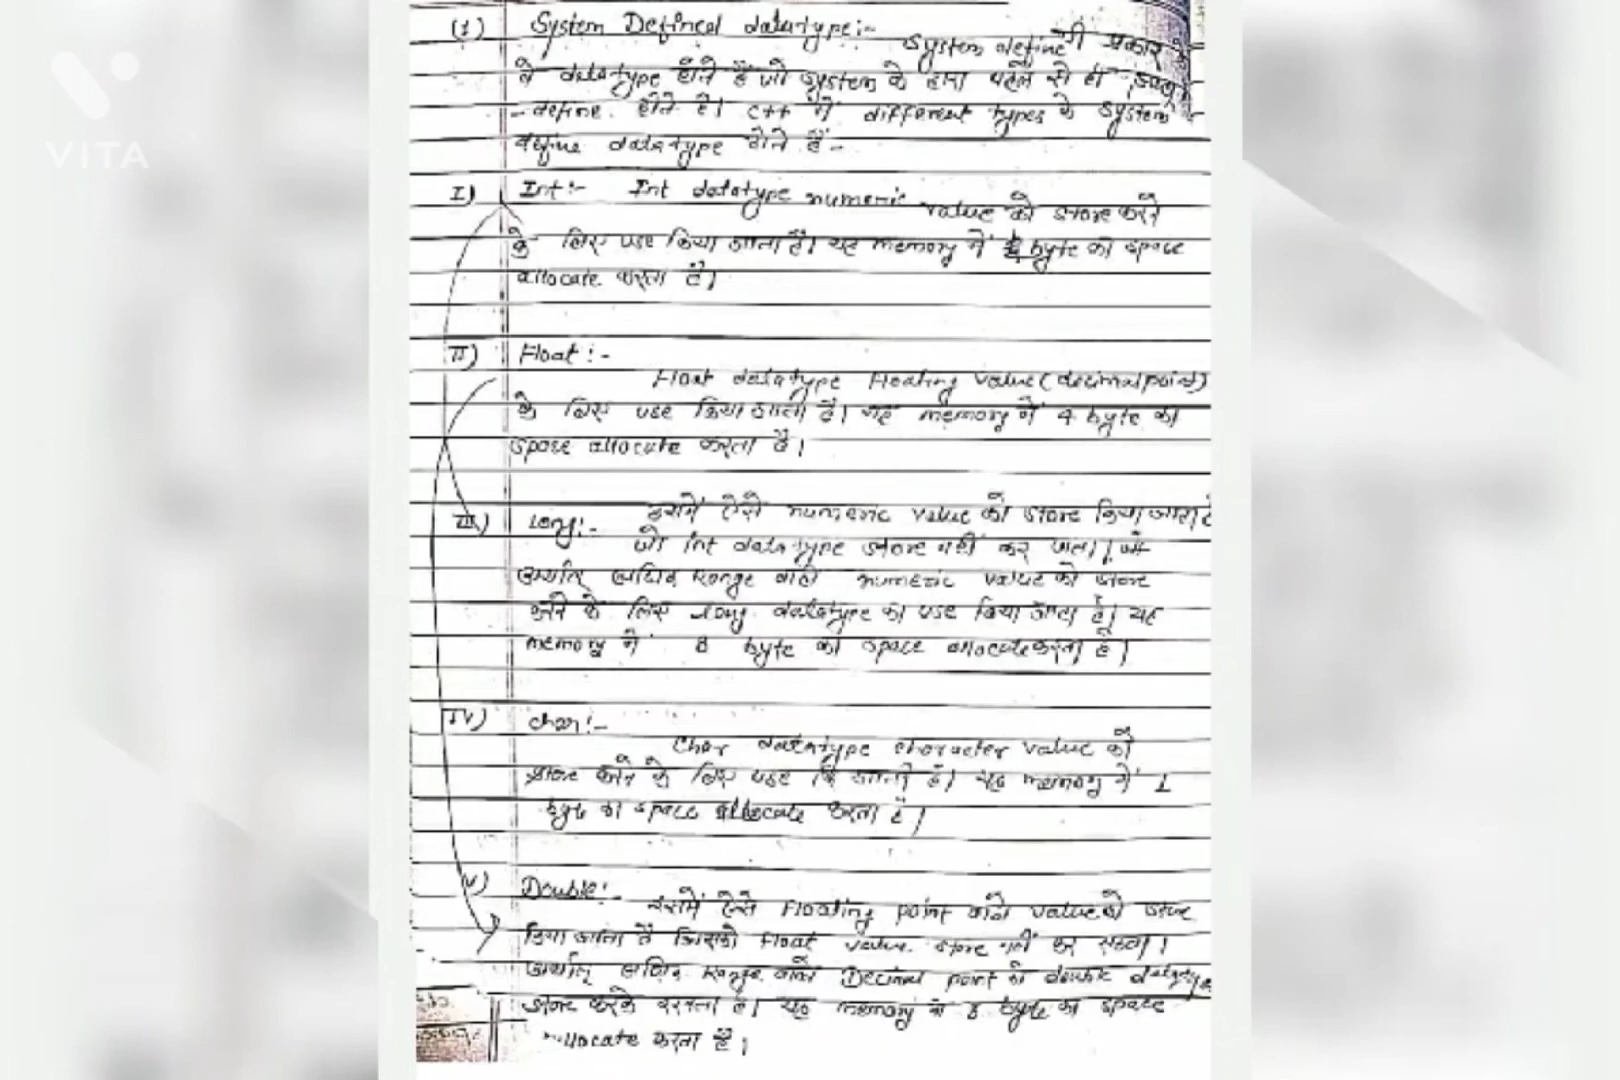 VITA
(1) System Defined datatype:-
System define भी प्रकार के
वे datatype होते हैं जो system के द्वारा पहले से ही
define होते है। C++ में different types के System
define datatype होते हैं -
I) Int:- Int datatype numeric value को store करने
के लिए use किया जाता है। यह memory में byte का space
allocate करता है।
II) Float:-
Float datatype Floating value (decimal point)
के लिए use किया जाता है। यह memory में 4 byte का
space allocate करता है।
III) Long:- इसमें ऐसे numeric value को store किया जाता है
जो int datatype store नहीं कर पाता।
अर्थात् अधिक Range वाले numeric value को store
करने के लिए long datatype का use किया जाता है। यह
memory में 8 byte का space allocate करता है।
IV) char:-
Char datatype character value को
store करने के लिए use कि जाता है। यह memory में 1
byte का space allocate करता है।
V) Double:- इसमें ऐसे Floating point वाले value को store
किया जाता है जिसको Float value store नहीं कर सकता।
अर्थात् अधिक Range वाले Decimal point को double datatype
store करके रखता है। यह memory में 8 byte का space
allocate करता है।